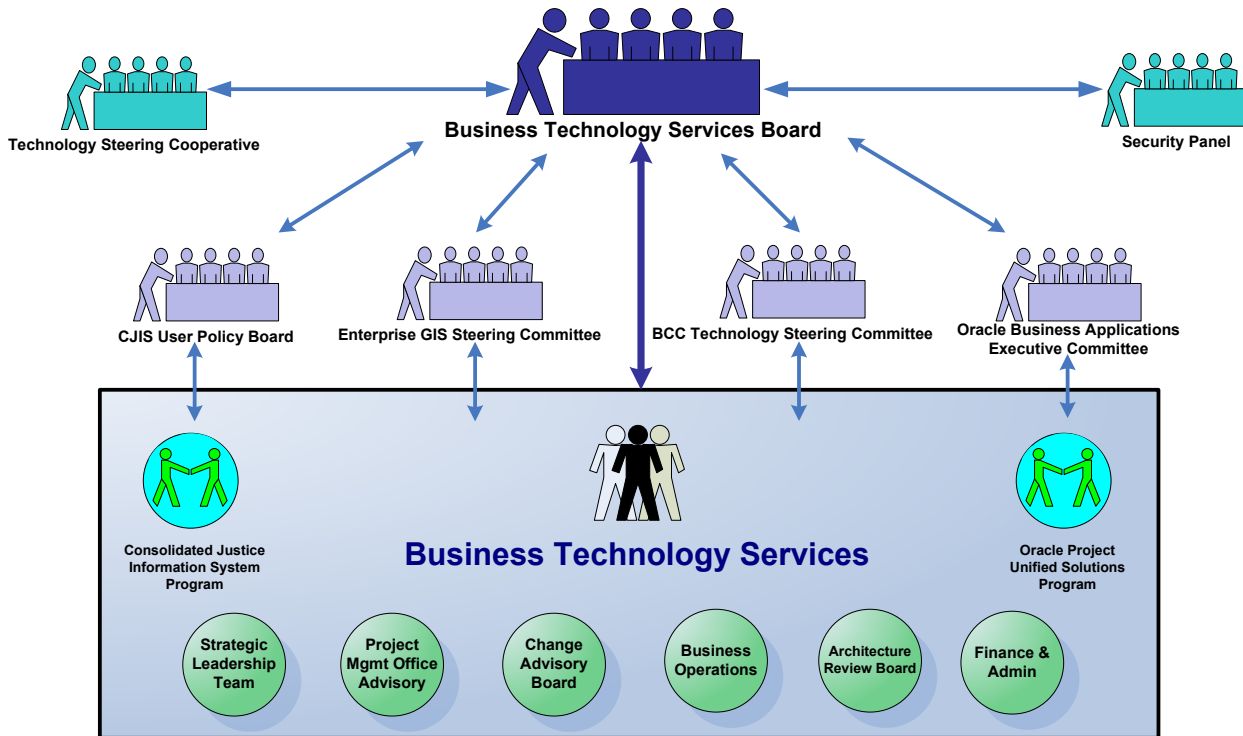 Business Technology Services Board
Technology Steering Cooperative
Security Panel
CJIS User Policy Board
Enterprise GIS Steering Committee
BCC Technology Steering Committee
Oracle Business Applications
Executive Committee
Consolidated Justice
Information System
Program
Business Technology Services
Oracle Project
Unified Solutions
Program
Strategic
Leadership
Team
Project
Mgmt Office
Advisory
Change
Advisory
Board
Business
Operations
Architecture
Review Board
Finance &
Admin